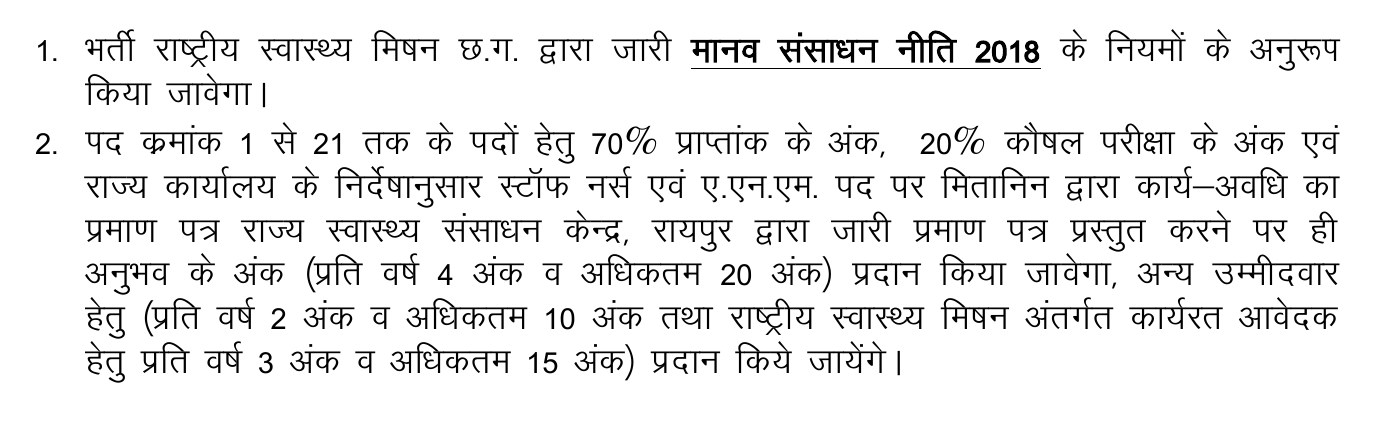 1. भर्ती राष्ट्रीय स्वास्थ्य मिषन छ.ग. द्वारा जारी मानव संसाधन नीति 2018 के नियमों के अनुरूप
किया जावेगा।
2. पद क्रमांक 1 से 21 तक के पदों हेतु 70% प्राप्तांक के अंक, 20% कौषल परीक्षा के अंक एवं
राज्य कार्यालय के निर्देषानुसार स्टॉफ नर्स एवं ए.एन.एम. पद पर मितानिन द्वारा कार्य–अवधि का
प्रमाण पत्र राज्य स्वास्थ्य संसाधन केन्द्र, रायपुर द्वारा जारी प्रमाण पत्र प्रस्तुत करने पर ही
अनुभव के अंक (प्रति वर्ष 4 अंक व अधिकतम 20 अंक) प्रदान किया जावेगा, अन्य उम्मीदवार
हेतु (प्रति वर्ष 2 अंक व अधिकतम 10 अंक तथा राष्ट्रीय स्वास्थ्य मिषन अंतर्गत कार्यरत आवेदक
हेतु प्रति वर्ष 3 अंक व अधिकतम 15 अंक) प्रदान किये जायेंगे।